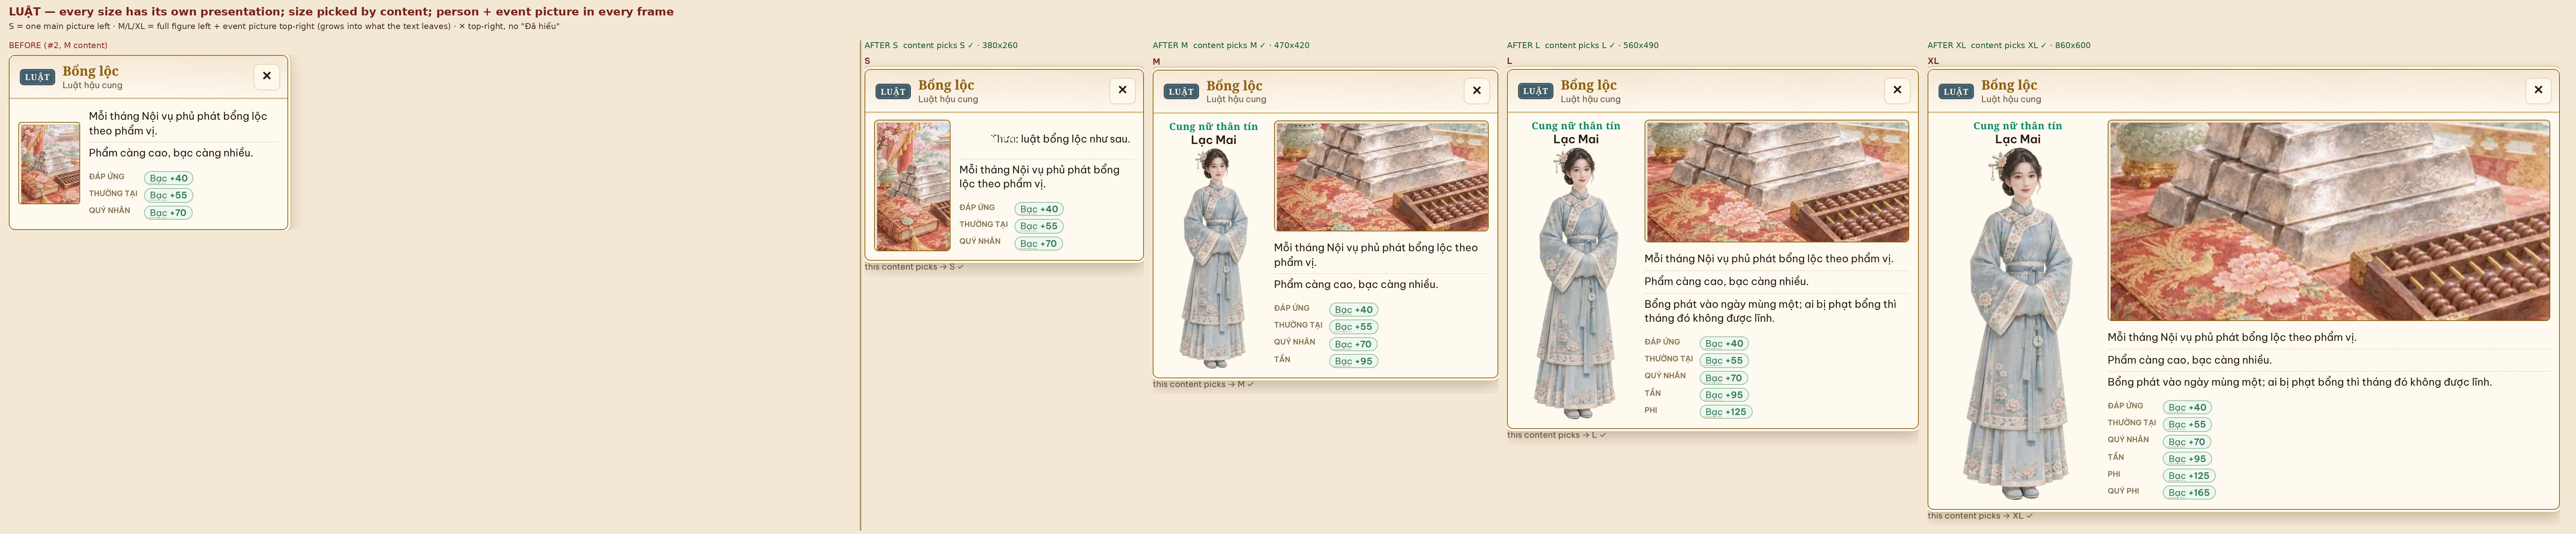 LUẬT — every size has its own presentation; size picked by content; person + event picture in every frame
S = one main picture left · M/L/XL = full figure left + event picture top-right (grows into what the text leaves) · ✕ top-right, no "Đã hiểu"
BEFORE (#2, M content)
LUẬT
Bổng lộc
Luật hậu cung
✕
Mỗi tháng Nội vụ phủ phát bổng lộc
theo phẩm vị.
Phẩm càng cao, bạc càng nhiều.
ĐÁP ỨNG Bạc +40
THƯỜNG TẠI Bạc +55
QUÝ NHÂN Bạc +70
AFTER S content picks S ✓ · 380x260
S
LUẬT
Bổng lộc
Luật hậu cung
✕
luật bổng lộc như sau.
Mỗi tháng Nội vụ phủ phát bổng
lộc theo phẩm vị.
ĐÁP ỨNG Bạc +40
THƯỜNG TẠI Bạc +55
QUÝ NHÂN Bạc +70
this content picks → S ✓
AFTER M content picks M ✓ · 470x420
M
LUẬT
Bổng lộc
Luật hậu cung
✕
Cung nữ thân tín
Lạc Mai
Mỗi tháng Nội vụ phủ phát bổng lộc theo
phẩm vị.
Phẩm càng cao, bạc càng nhiều.
ĐÁP ỨNG Bạc +40
THƯỜNG TẠI Bạc +55
QUÝ NHÂN Bạc +70
TẦN Bạc +95
this content picks → M ✓
AFTER L content picks L ✓ · 560x490
L
LUẬT
Bổng lộc
Luật hậu cung
✕
Cung nữ thân tín
Lạc Mai
Mỗi tháng Nội vụ phủ phát bổng lộc theo phẩm vị.
Phẩm càng cao, bạc càng nhiều.
Bổng phát vào ngày mùng một; ai bị phạt bổng thì
tháng đó không được lĩnh.
ĐÁP ỨNG Bạc +40
THƯỜNG TẠI Bạc +55
QUÝ NHÂN Bạc +70
TẦN Bạc +95
PHI Bạc +125
this content picks → L ✓
AFTER XL content picks XL ✓ · 860x600
XL
LUẬT
Bổng lộc
Luật hậu cung
✕
Cung nữ thân tín
Lạc Mai
Mỗi tháng Nội vụ phủ phát bổng lộc theo phẩm vị.
Phẩm càng cao, bạc càng nhiều.
Bổng phát vào ngày mùng một; ai bị phạt bổng thì tháng đó không được lĩnh.
ĐÁP ỨNG Bạc +40
THƯỜNG TẠI Bạc +55
QUÝ NHÂN Bạc +70
TẦN Bạc +95
PHI Bạc +125
QUÝ PHI Bạc +165
this content picks → XL ✓